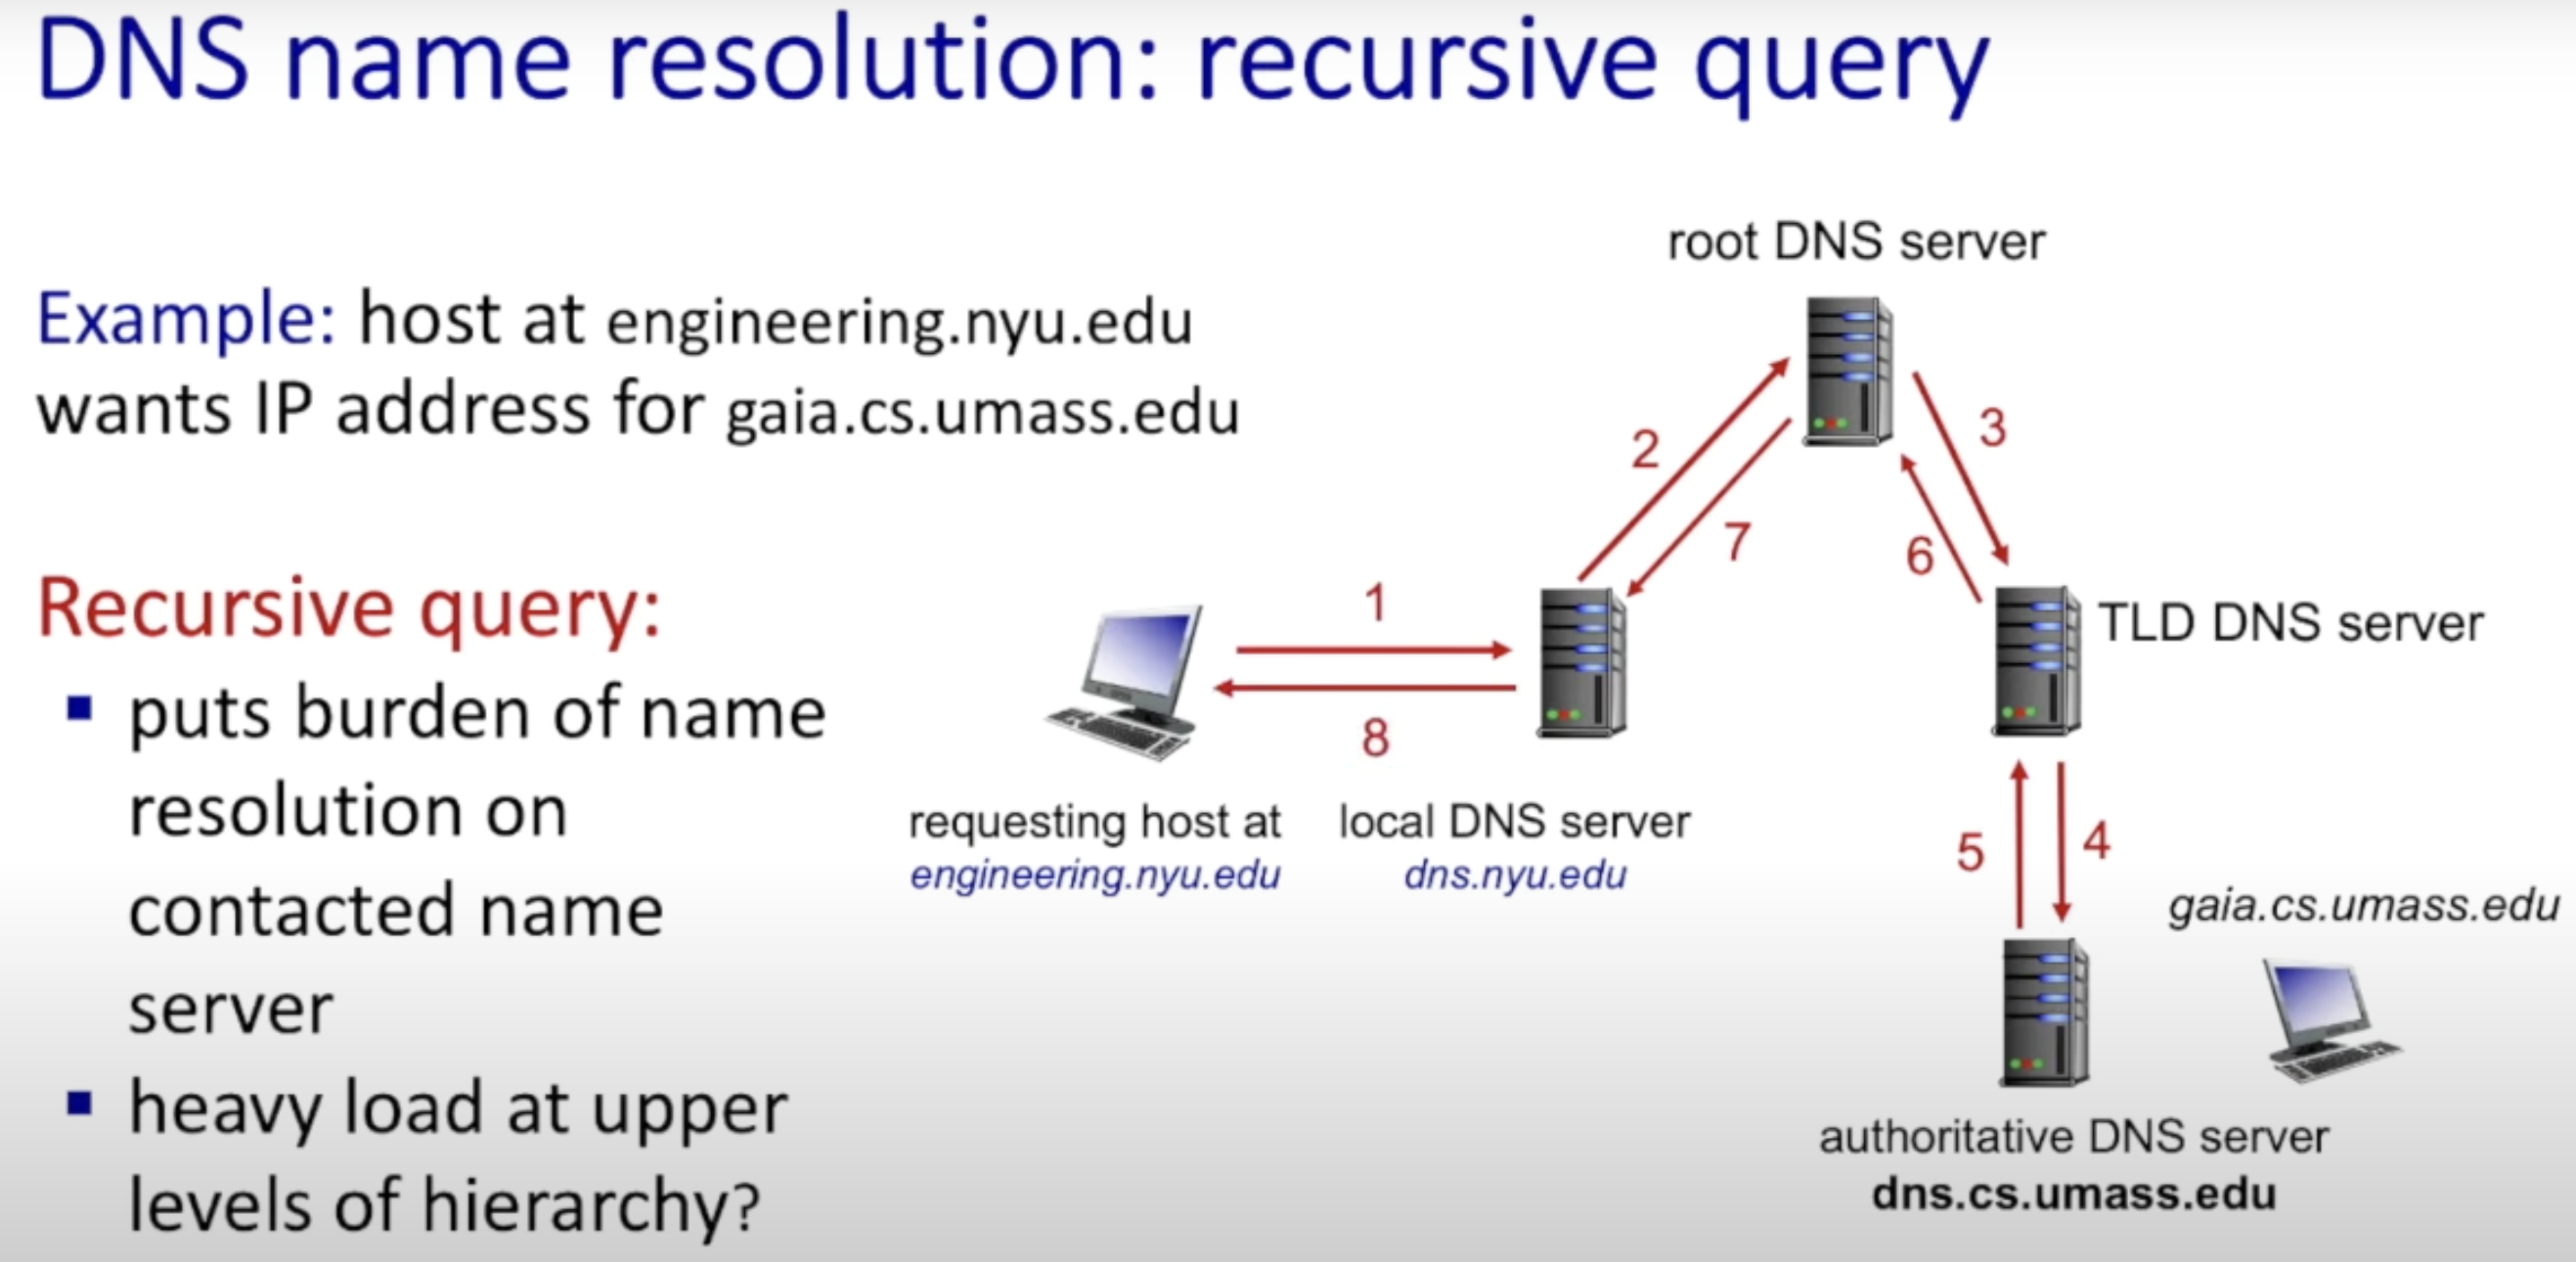 DNS name resolution: recursive query
Example: host at engineering.nyu.edu
wants IP address for gaia.cs.umass.edu
Recursive query:
▪ puts burden of name
resolution on
contacted name
server
▪ heavy load at upper
levels of hierarchy?
root DNS server
2
3
7
6
1
8
TLD DNS server
requesting host at
engineering.nyu.edu
local DNS server
dns.nyu.edu
5
4
gaia.cs.umass.edu
authoritative DNS server
dns.cs.umass.edu